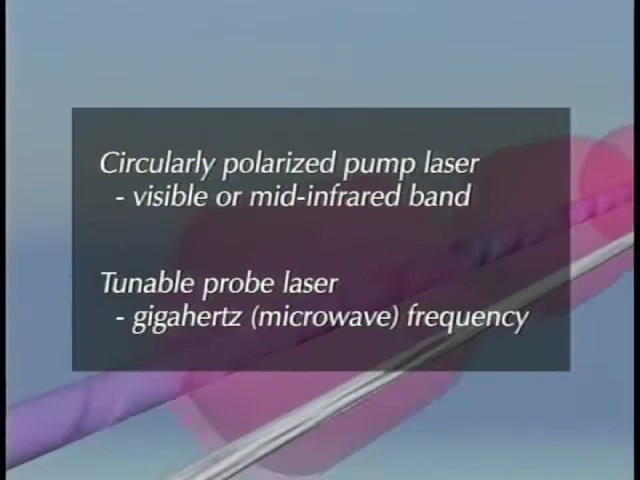 Circularly polarized pump laser
- visible or mid-infrared band
Tunable probe laser
- gigahertz (microwave) frequency